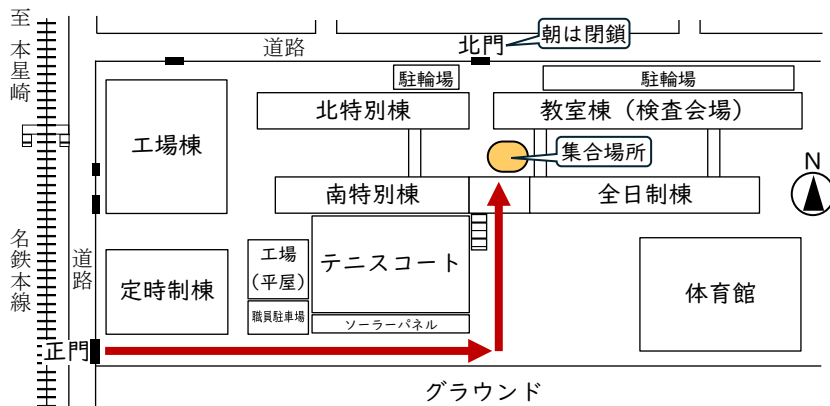 至 本星崎
道路
北門
朝は閉鎖
駐輪場
駐輪場
北特別棟
教室棟（検査会場）
工場棟
集合場所
N
南特別棟
全日制棟
名鉄本線
道路
定時制棟
工場
（平屋）
テニスコート
体育館
職員駐車場
ソーラーパネル
正門
グラウンド